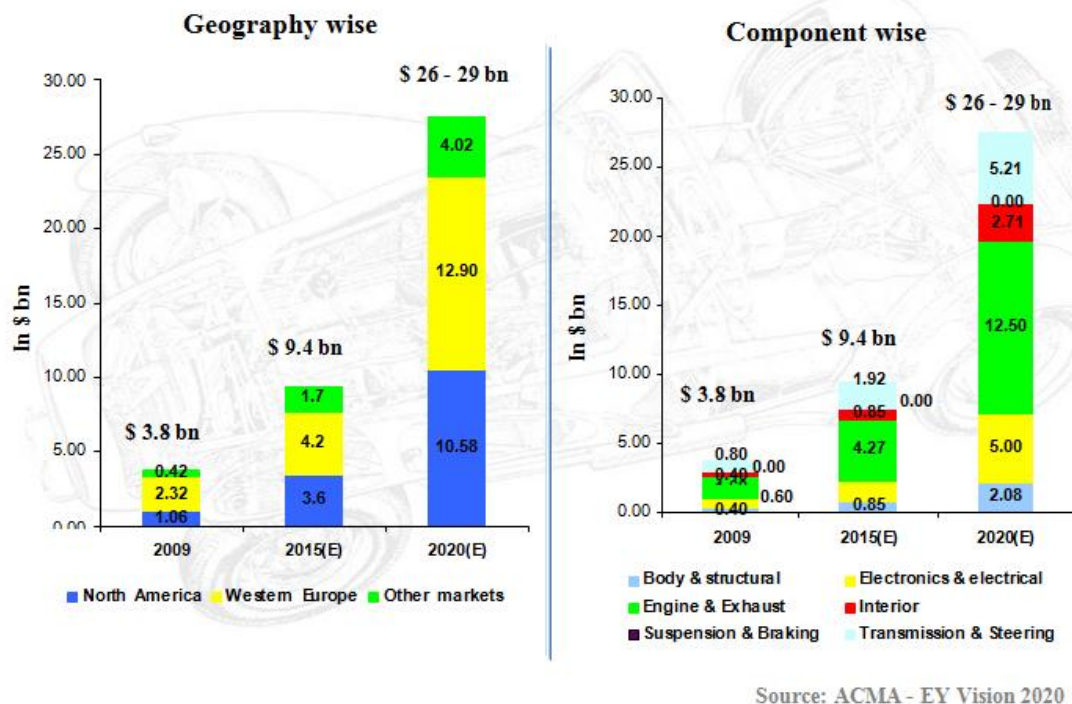 Geography wise
$ 26 - 29 bn
30.00
25.00
20.00
15.00
10.00
5.00
0.00
In $ bn
$ 3.8 bn
0.42
2.32
1.06
$ 9.4 bn
1.7
4.2
3.6
4.02
12.90
10.58
2009 2015(E) 2020(E)
North America Western Europe Other markets
Component wise
$ 26 - 29 bn
30.00
25.00
20.00
15.00
10.00
5.00
0.00
In $ bn
$ 3.8 bn
0.80
0.40 0.00
0.60
0.40
$ 9.4 bn
1.92
0.85 0.00
4.27
0.85
5.21
0.00
2.71
12.50
5.00
2.08
2009 2015(E) 2020(E)
Body & structural Electronics & electrical
Engine & Exhaust Interior
Suspension & Braking Transmission & Steering
Source: ACMA - EY Vision 2020